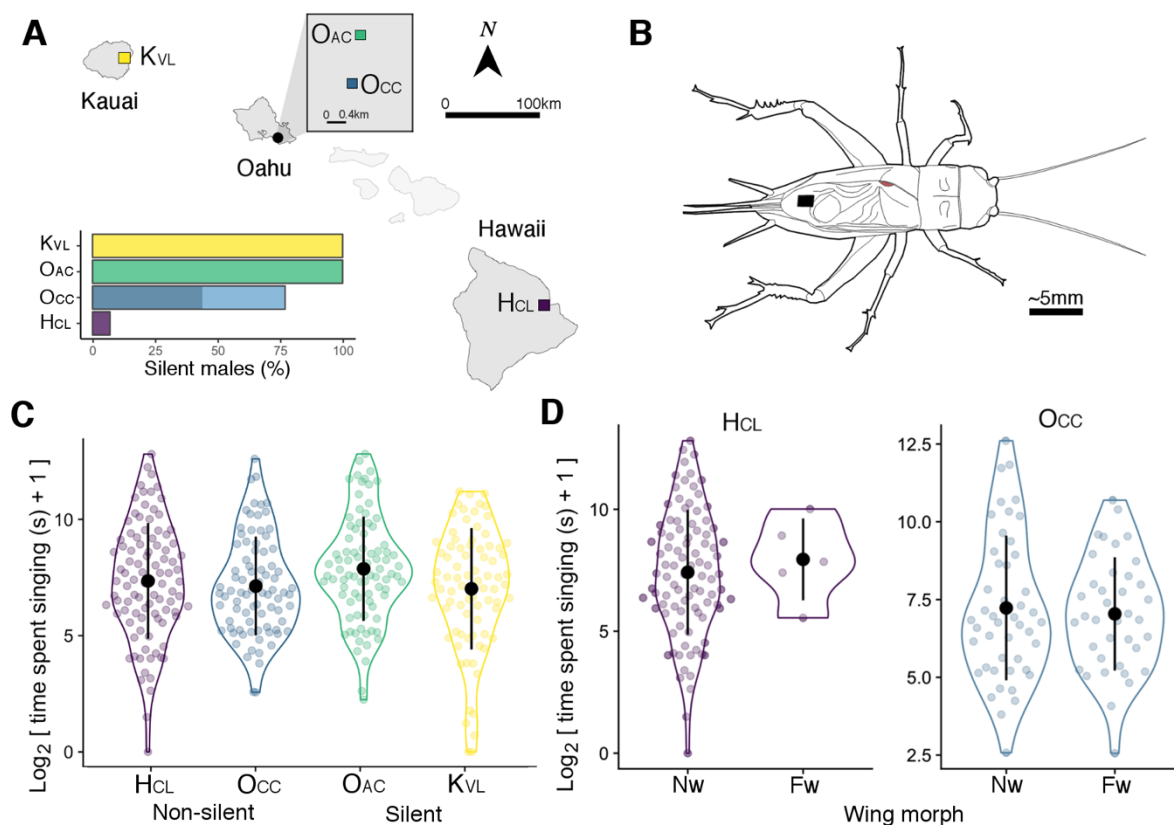 A
KVL
Kauai
OAC
OCC
0 0.4km
Oahu
N
0 100km
Hawaii
HCL
KVL
OAC
OCC
HCL
0 25 50 75 100
Silent males (%)
B
~5mm
C
Log2 [ time spent singing (s) + 1 ]
10
5
0
HCL OCC OAC KVL
Non-silent Silent
D
HCL OCC
Log2 [ time spent singing (s) + 1 ]
10
5
0
12.5
10.0
7.5
5.0
2.5
Nw Fw Nw Fw
Wing morph